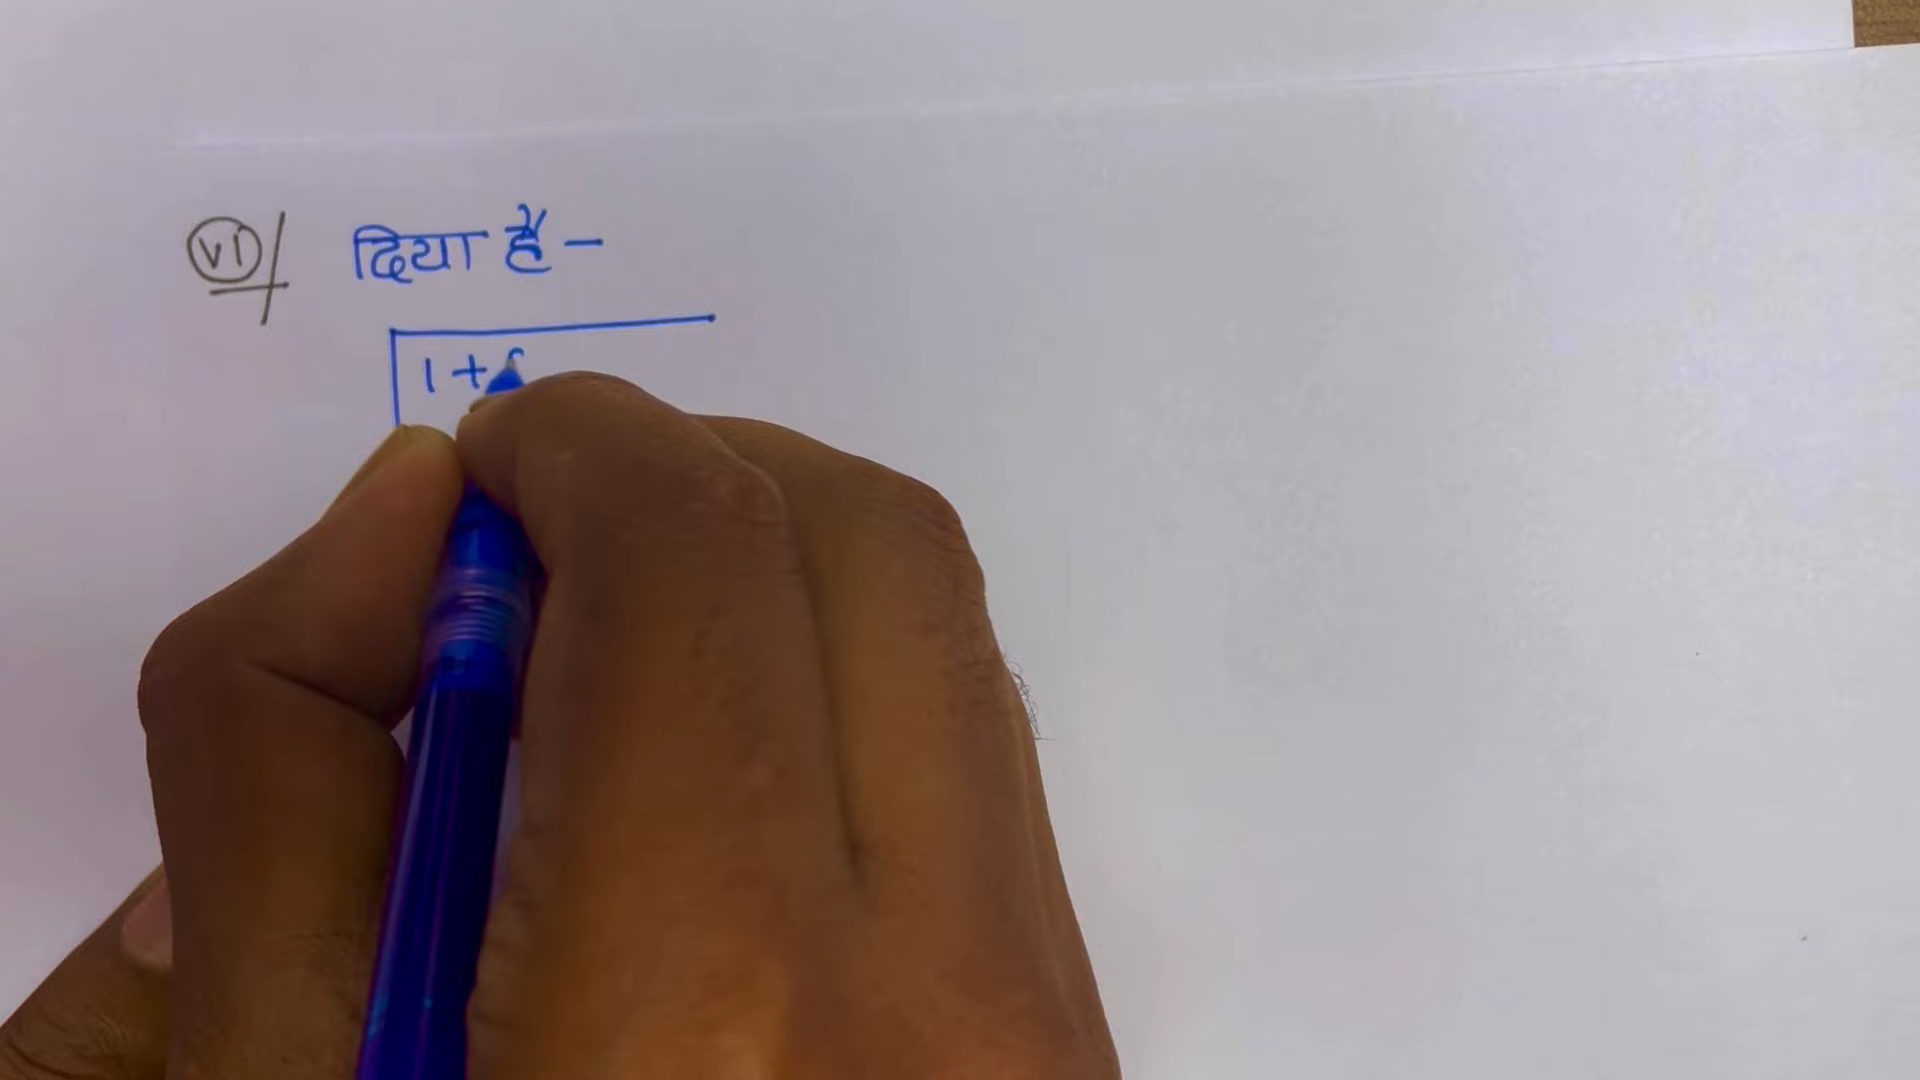 (vi)/ दिया है -
1 +